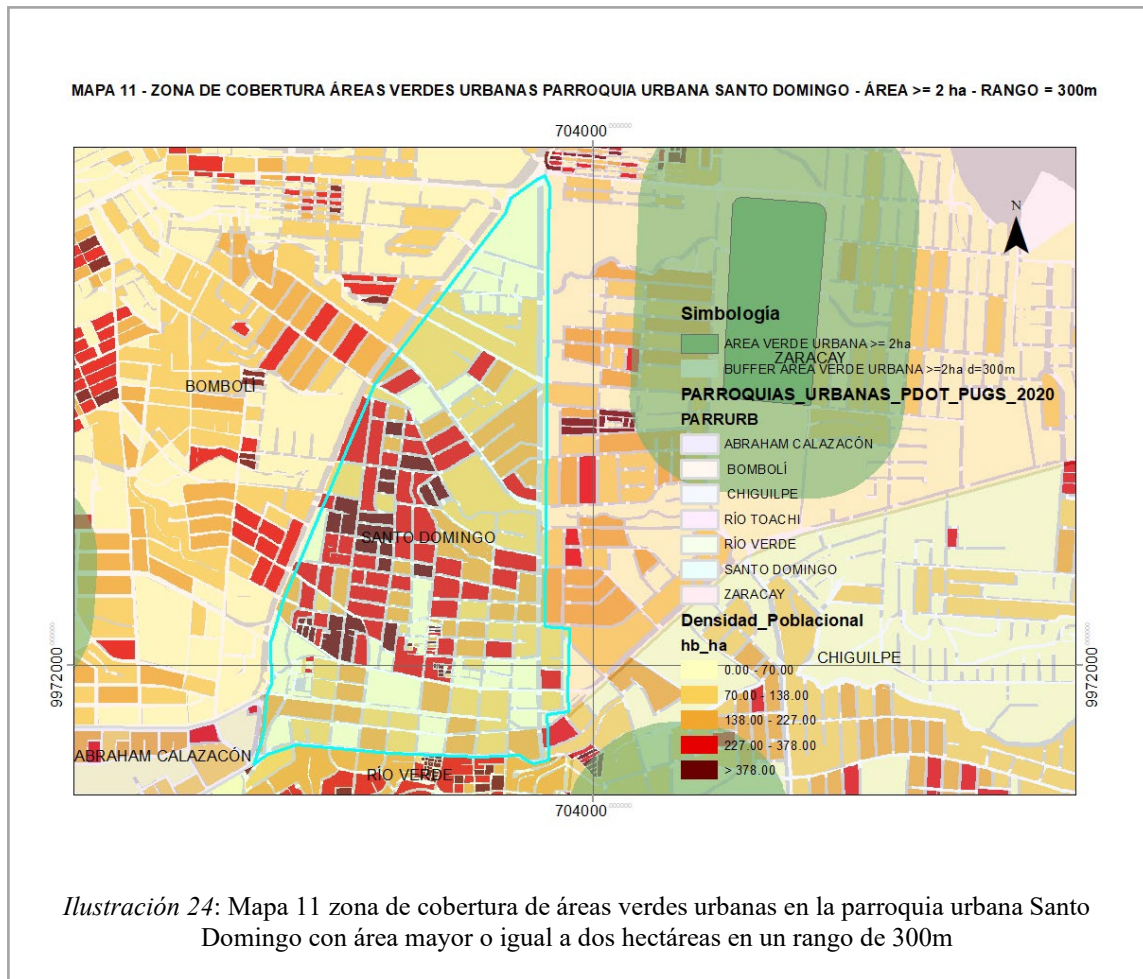 MAPA 11 - ZONA DE COBERTURA ÁREAS VERDES URBANAS PARROQUIA URBANA SANTO DOMINGO - ÁREA >= 2 ha - RANGO = 300m
704000
N
BOMBOLÍ
SANTO DOMINGO
ZARACAY
CHIGUILPE
ABRAHAM CALAZACÓN
RÍO VERDE
Simbología
AREA VERDE URBANA >= 2ha
BUFFER AREA VERDE URBANA >=2ha d=300m
PARROQUIAS_URBANAS_PDOT_PUGS_2020
PARRURB
ABRAHAM CALAZACÓN
BOMBOLÍ
CHIGUILPE
RÍO TOACHI
RÍO VERDE
SANTO DOMINGO
ZARACAY
Densidad_Poblacional
hb_ha
0.00 - 70.00
70.00 - 138.00
138.00 - 227.00
227.00 - 378.00
> 378.00
9972000
9972000
704000
Ilustración 24: Mapa 11 zona de cobertura de áreas verdes urbanas en la parroquia urbana Santo
Domingo con área mayor o igual a dos hectáreas en un rango de 300m